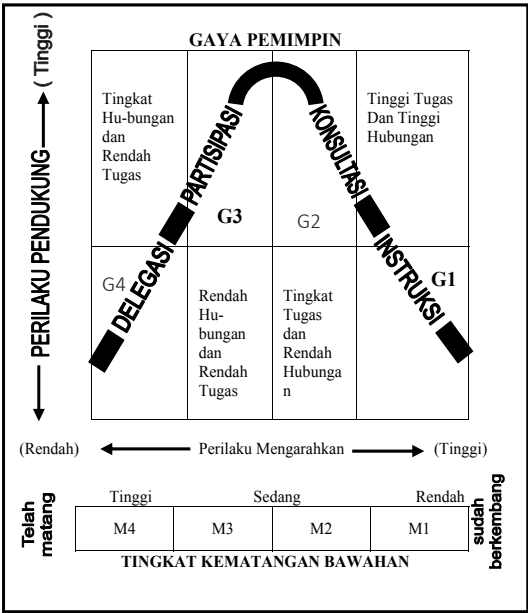 GAYA PEMIMPIN
( Tinggi )
PERILAKU PENDUKUNG
Tingkat
Hu-bungan
dan
Rendah
Tugas
PARTISIPASI
KONSULTASI
Tinggi Tugas
Dan Tinggi
Hubungan
G3
G2
G4
DELEGASI
INSTRUKSI
G1
Rendah
Hu-
bungan
dan
Rendah
Tugas
Tingkat
Tugas
dan
Rendah
Hubunga
n
(Rendah)
Perilaku Mengarahkan
(Tinggi)
Telah
matang
Tinggi
Sedang
Rendah
M4
M3
M2
M1
sudah
berkembang
TINGKAT KEMATANGAN BAWAHAN